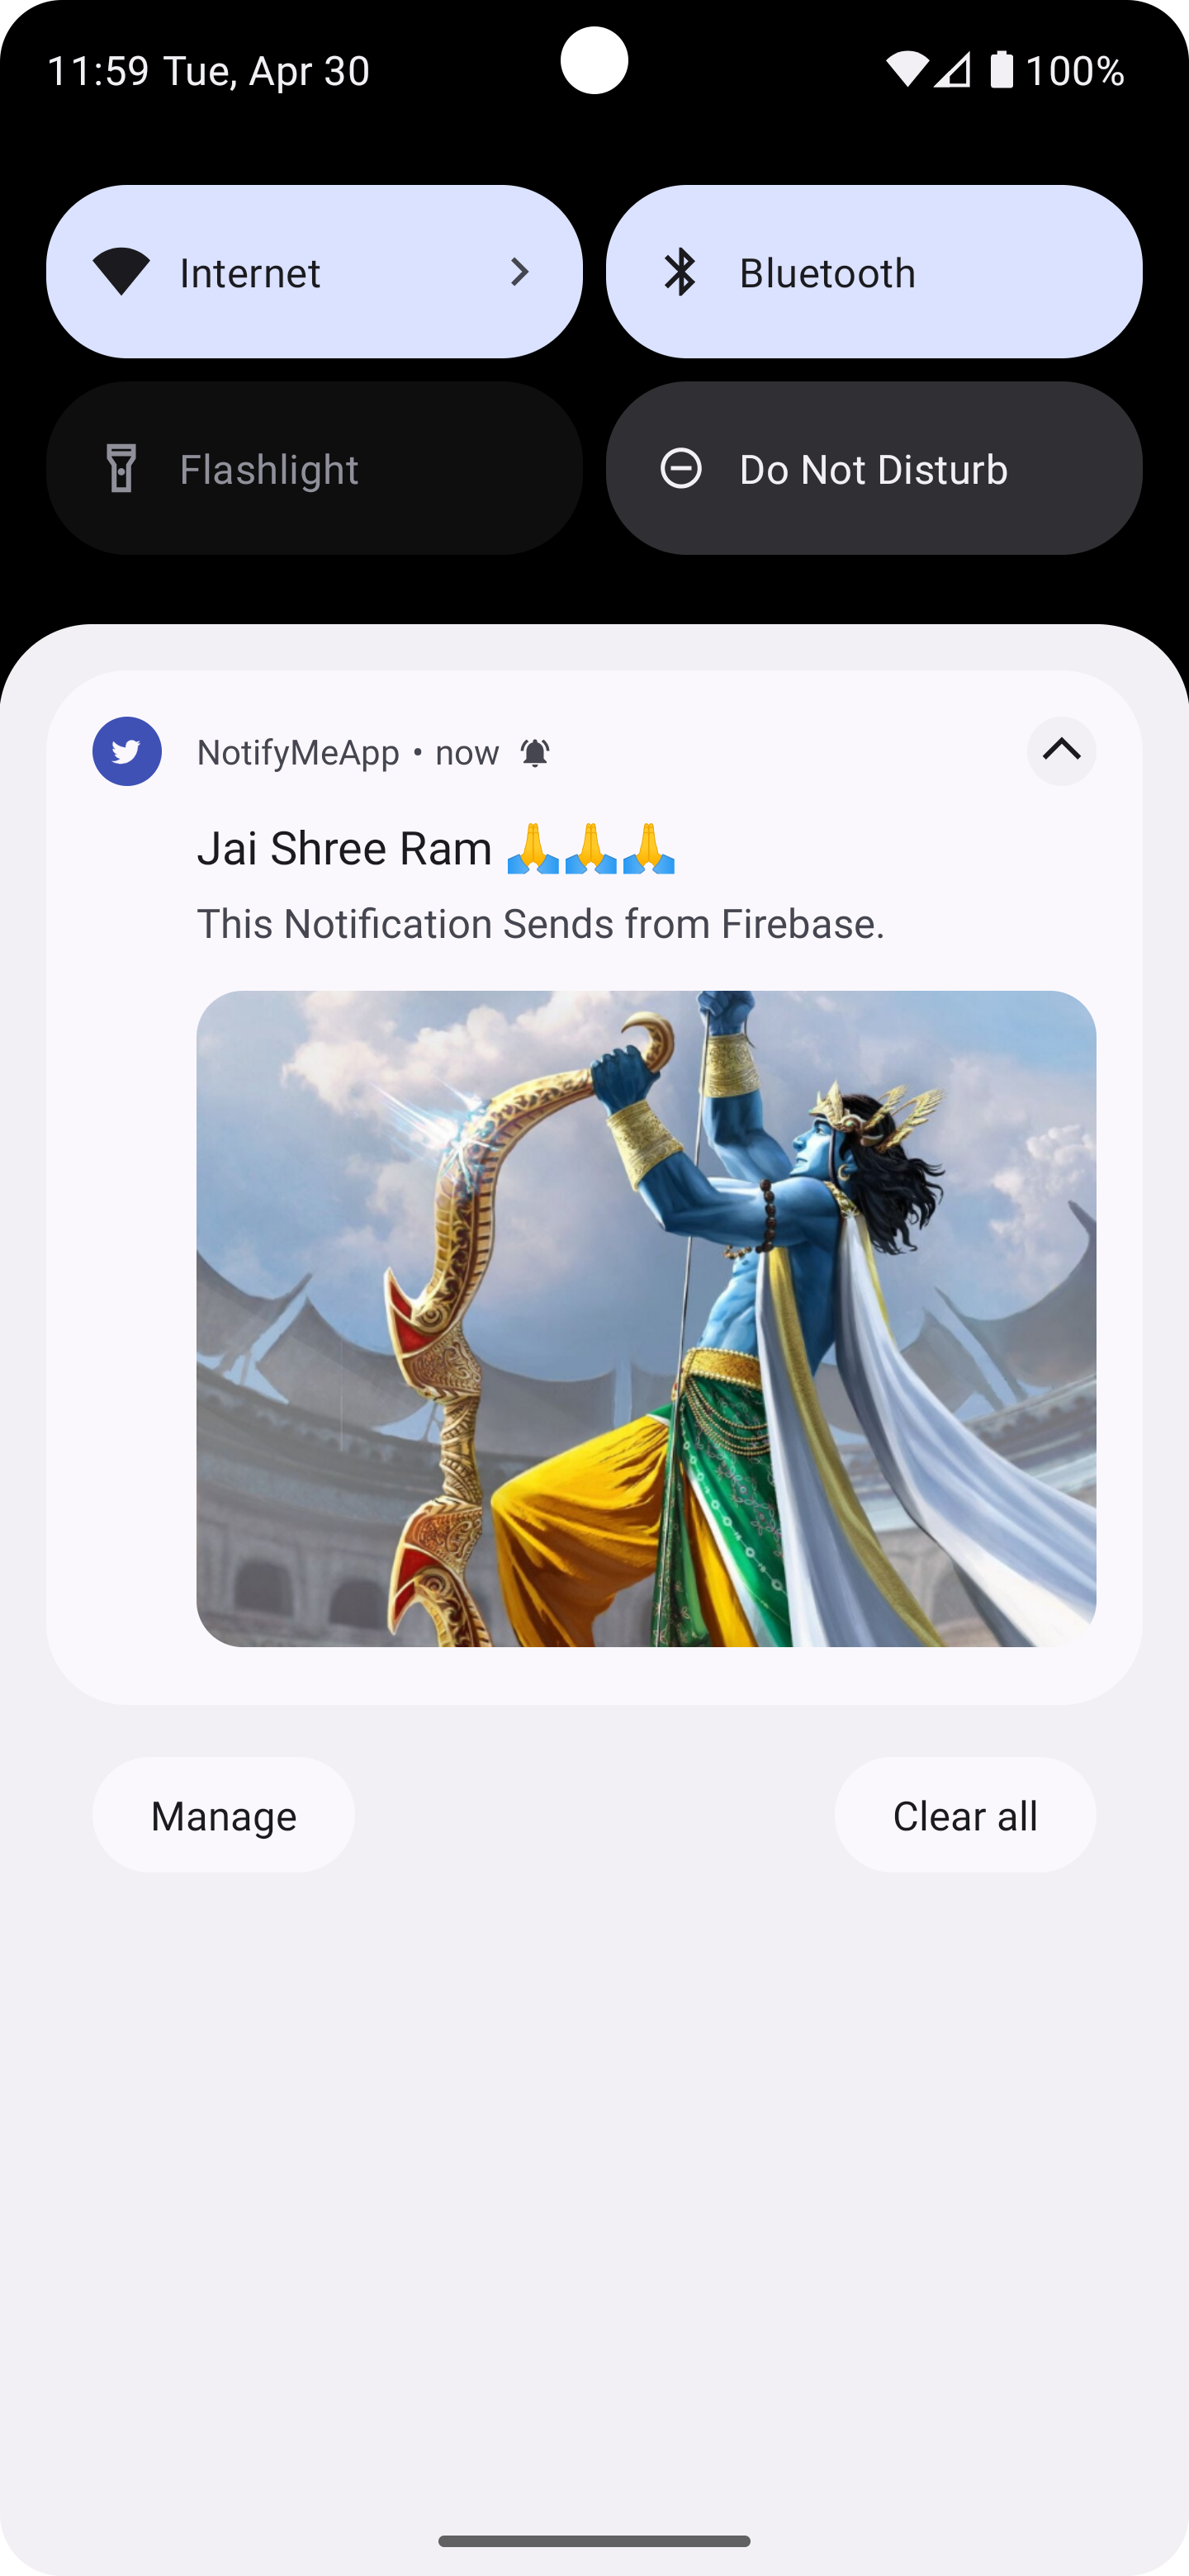 11:59 Tue, Apr 30 100%
Internet Bluetooth
Flashlight Do Not Disturb
NotifyMeApp • now
Jai Shree Ram 🙏🙏🙏
This Notification Sends from Firebase.
Manage Clear all